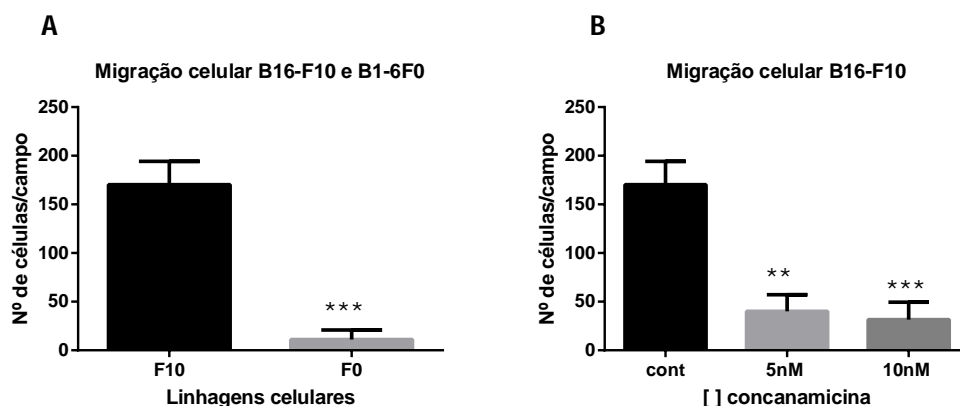 A
Migração celular B16-F10 e B1-6F0
Nº de células/campo
250
200
150
100
50
0
***
F10
F0
Linhagens celulares
B
Migração celular B16-F10
Nº de células/campo
250
200
150
100
50
0
**
***
cont
5nM
10nM
[ ] concanamicina